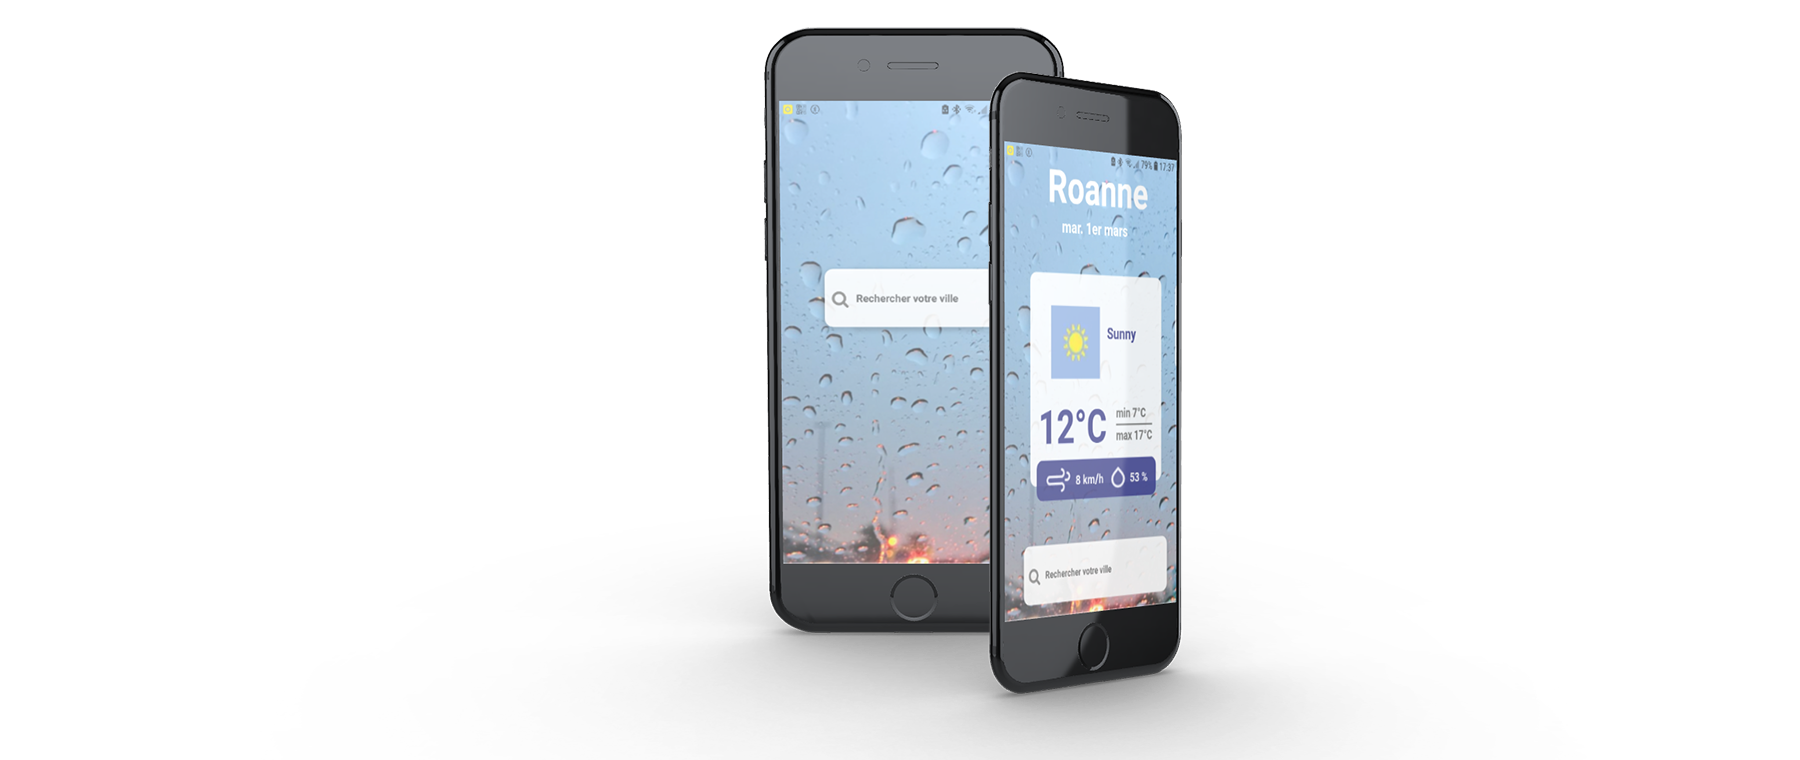 Rechercher votre ville
79% 17:37
Roanne
mar. 1er mars
Sunny
12°C
min 7°C
max 17°C
8 km/h 53 %
Rechercher votre ville